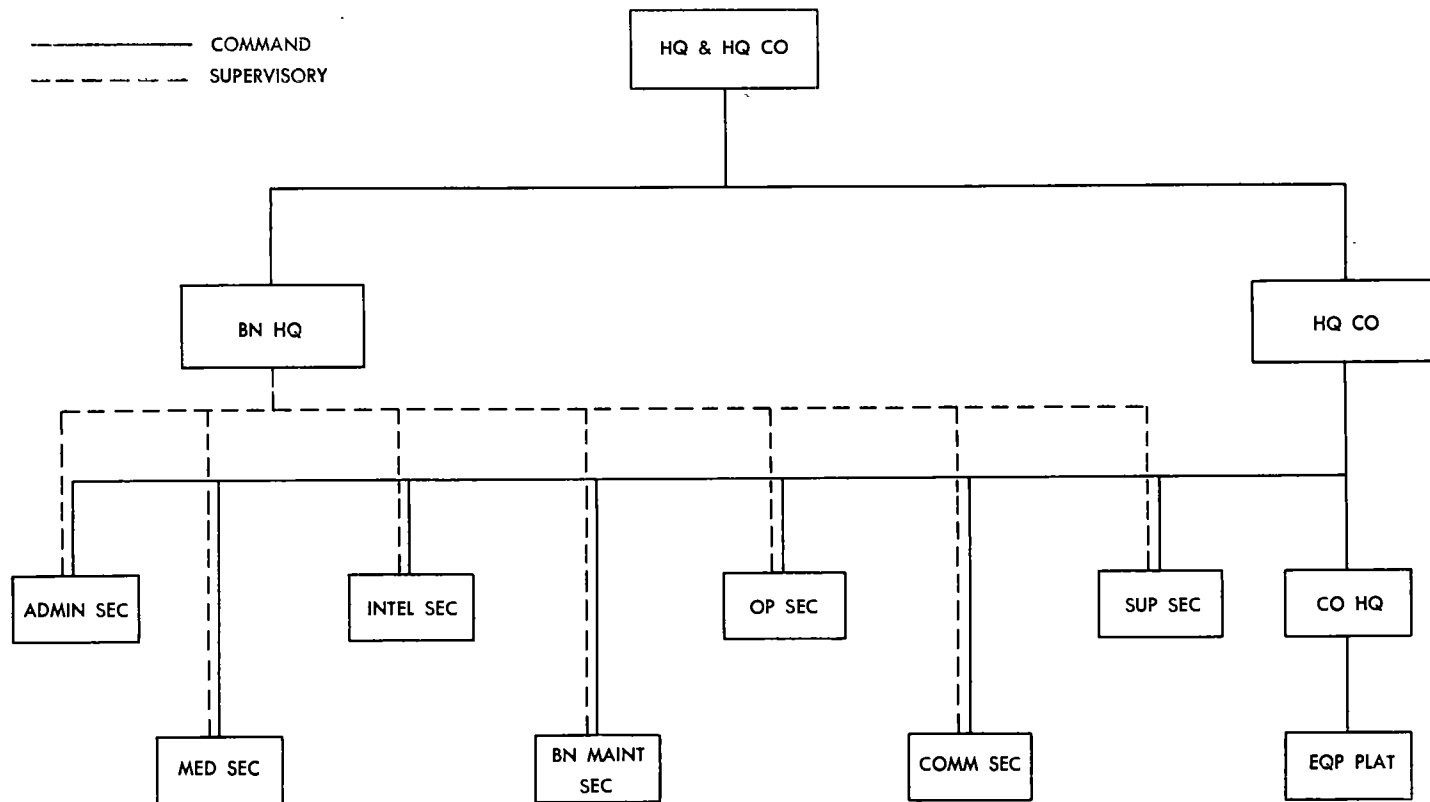 COMMAND
SUPERVISORY
HQ & HQ CO
BN HQ
HQ CO
ADMIN SEC
INTEL SEC
OP SEC
SUP SEC
CO HQ
MED SEC
BN MAINT
SEC
COMM SEC
EQP PLAT